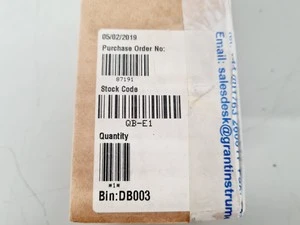 05/02/2019
Purchase Order No:
87191
Stock Code
QB-E1
Quantity
*1*
Bin:DB003
Email: salesdesk@grantinstrum